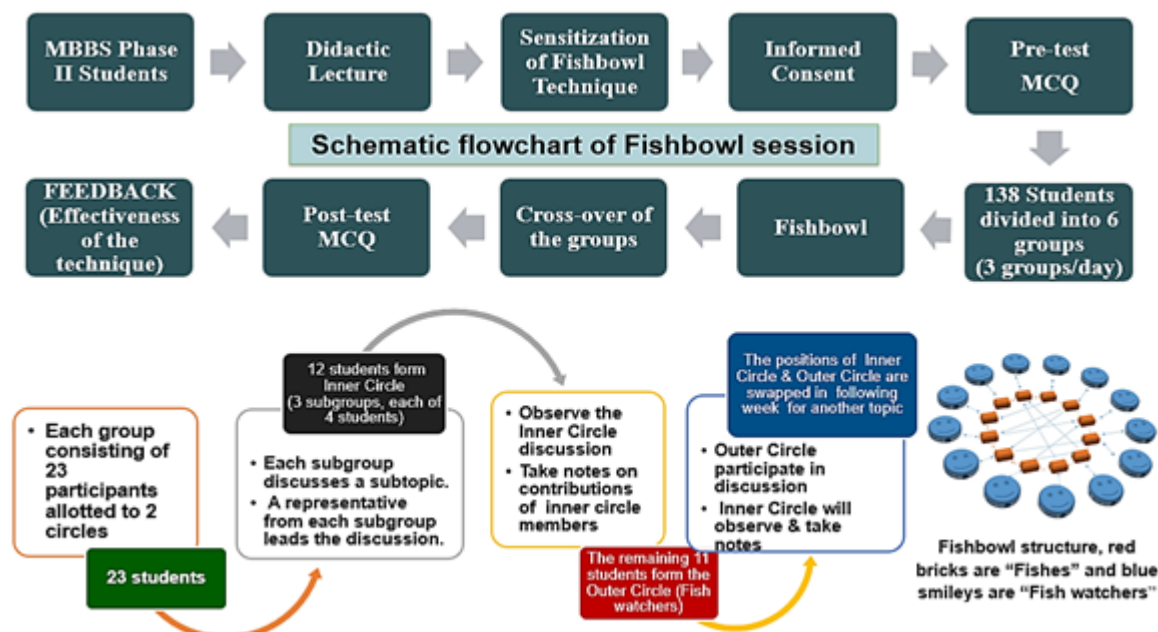 MBBS Phase
II Students
Didactic
Lecture
Sensitization
of Fishbowl
Technique
Informed
Consent
Pre-test
MCQ
Schematic flowchart of Fishbowl session
FEEDBACK
(Effectiveness
of the
technique)
Post-test
MCQ
Cross-over of
the groups
Fishbowl
138 Students
divided into 6
groups
(3 groups/day)
• Each group
consisting of
23
participants
allotted to 2
circles
23 students
12 students form
Inner Circle
(3 subgroups, each of
4 students)
• Each subgroup
discusses a subtopic.
• A representative
from each subgroup
leads the discussion.
• Observe the
Inner Circle
discussion
• Take notes on
contributions
of inner circle
members
The remaining 11
students form the
Outer Circle (Fish
watchers)
The positions of Inner
Circle & Outer Circle are
swapped in following
week for another topic
• Outer Circle
participate in
discussion
• Inner Circle will
observe & take
notes
Fishbowl structure, red
bricks are “Fishes” and blue
smileys are “Fish watchers”